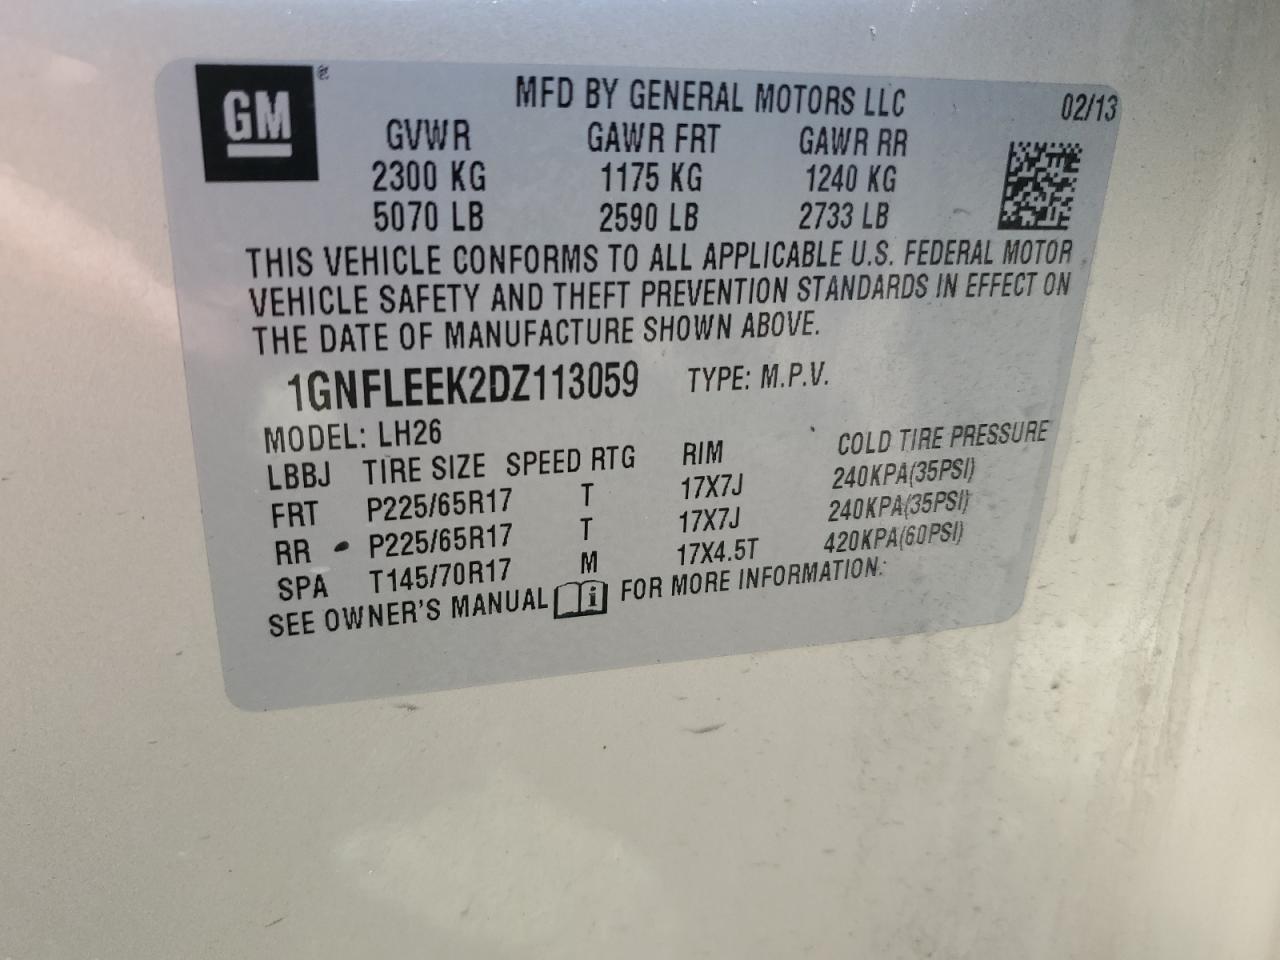 GM®
MFD BY GENERAL MOTORS LLC 02/13
GVWR GAWR FRT GAWR RR
2300 KG 1175 KG 1240 KG
5070 LB 2590 LB 2733 LB
THIS VEHICLE CONFORMS TO ALL APPLICABLE U.S. FEDERAL MOTOR
VEHICLE SAFETY AND THEFT PREVENTION STANDARDS IN EFFECT ON
THE DATE OF MANUFACTURE SHOWN ABOVE.
1GNFLEEK2DZ113059 TYPE: M.P.V.
MODEL: LH26
LBBJ TIRE SIZE SPEED RTG RIM COLD TIRE PRESSURE
FRT P225/65R17 T 17X7J 240KPA(35PSI)
RR P225/65R17 T 17X7J 240KPA(35PSI)
SPA T145/70R17 M 17X4.5T 420KPA(60PSI)
SEE OWNER'S MANUAL i FOR MORE INFORMATION.